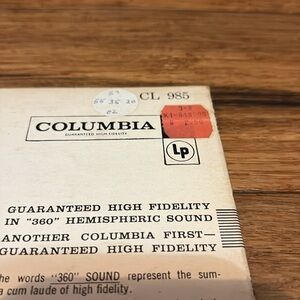 CL 985
COLUMBIA
GUARANTEED HIGH FIDELITY
Lp
GUARANTEED HIGH FIDELITY
IN "360" HEMISPHERIC SOUND
ANOTHER COLUMBIA FIRST—
GUARANTEED HIGH FIDELITY
he words "360" SOUND represent the sum-
a cum laude of high fidelity.